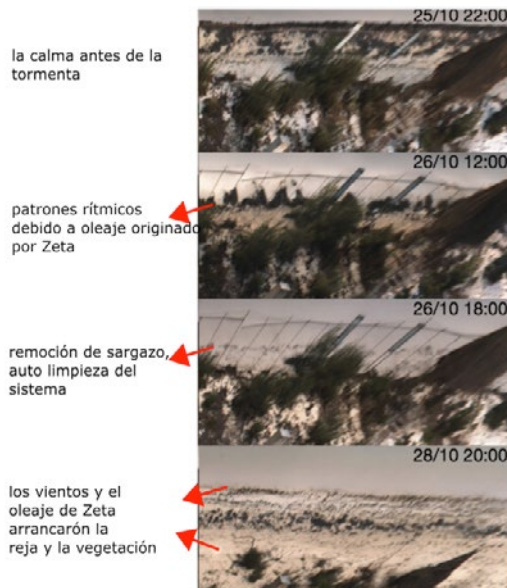 25/10 22:00
la calma antes de la
tormenta
26/10 12:00
patrones rítmicos
debido a oleaje originado
por Zeta
26/10 18:00
remoción de sargazo,
auto limpieza del
sistema
28/10 20:00
los vientos y el
oleaje de Zeta
arrancarón la
reja y la vegetación